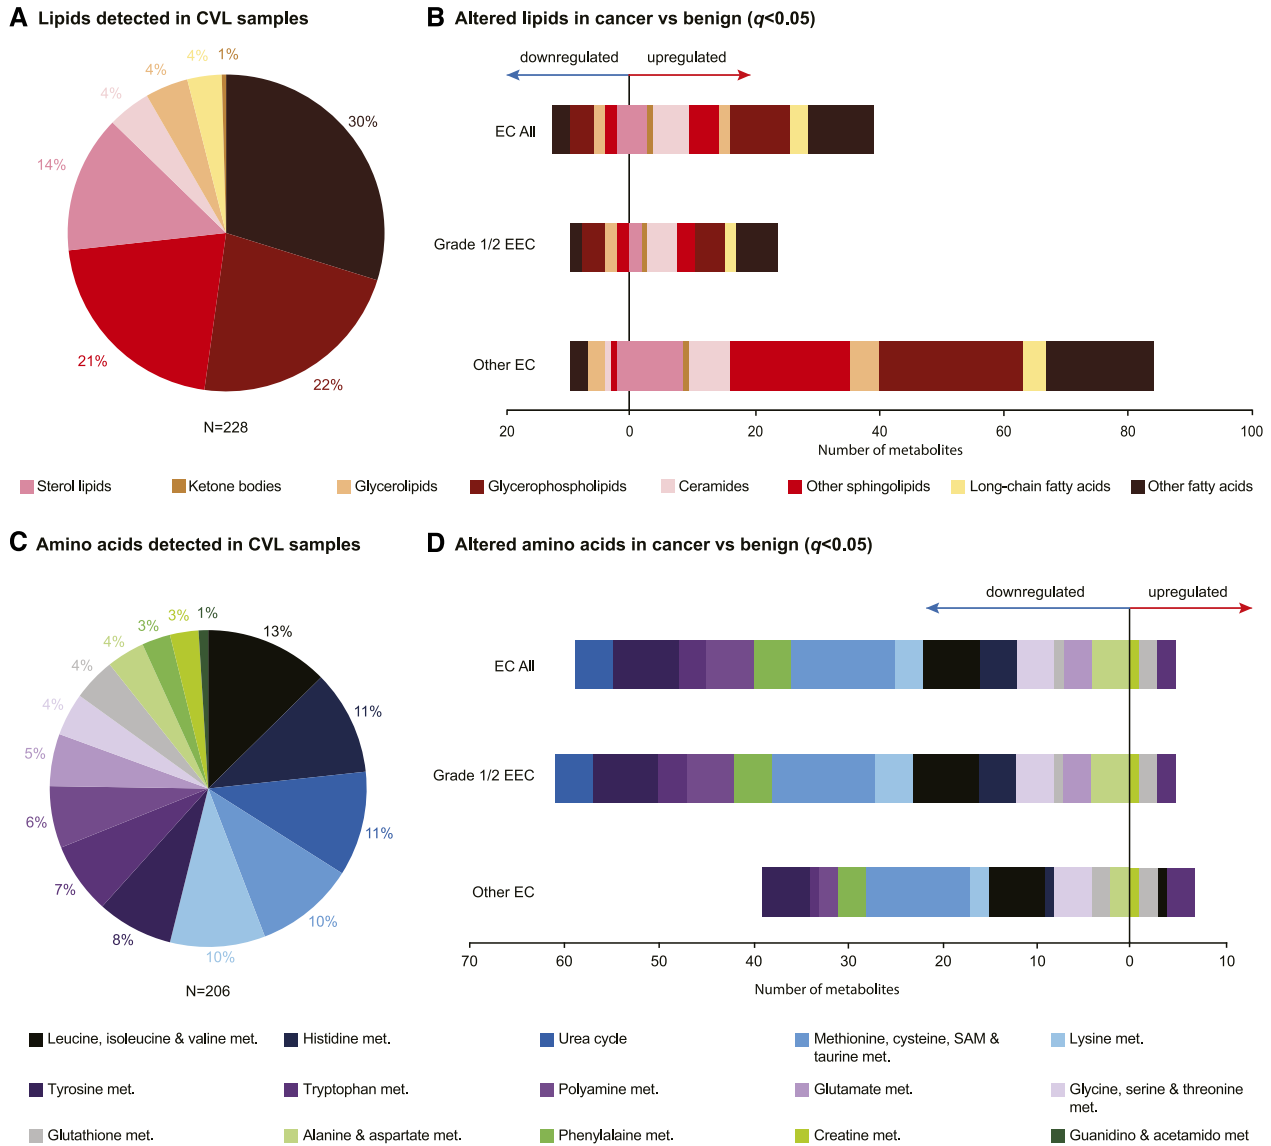 A Lipids detected in CVL samples
4%
4%
4%
1%
30%
14%
21%
22%
N=228
B Altered lipids in cancer vs benign (q<0.05)
downregulated
upregulated
EC All
Grade 1/2 EEC
Other EC
20 0 20 40 60 80 100
Number of metabolites
Sterol lipids
Ketone bodies
Glycerolipids
Glycerophospholipids
Ceramides
Other sphingolipids
Long-chain fatty acids
Other fatty acids
C Amino acids detected in CVL samples
13%
11%
11%
10%
10%
8%
7%
6%
5%
4%
4%
4%
3%
3%
1%
N=206
D Altered amino acids in cancer vs benign (q<0.05)
downregulated
upregulated
EC All
Grade 1/2 EEC
Other EC
70 60 50 40 30 20 10 0 10
Number of metabolites
Leucine, isoleucine & valine met.
Histidine met.
Urea cycle
Methionine, cysteine, SAM &
taurine met.
Lysine met.
Tyrosine met.
Tryptophan met.
Polyamine met.
Glutamate met.
Glycine, serine & threonine
met.
Glutathione met.
Alanine & aspartate met.
Phenylalaine met.
Creatine met.
Guanidino & acetamido met